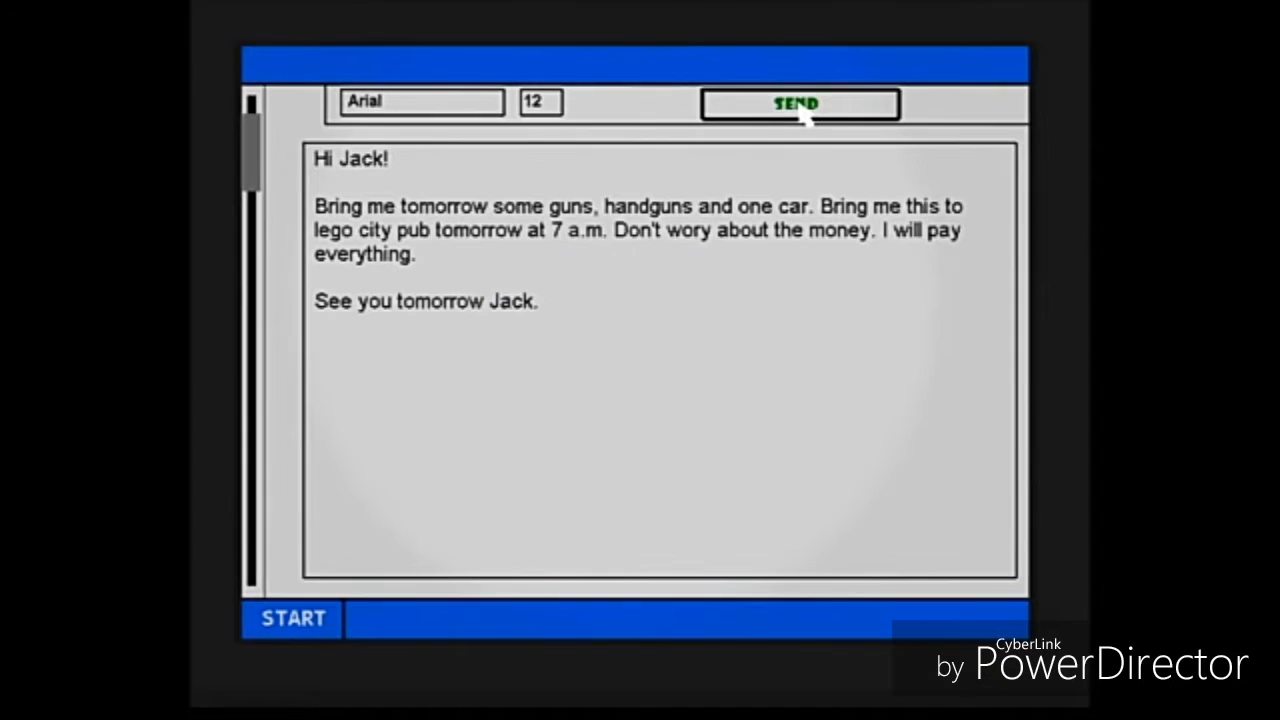 Arial 12 SEND
Hi Jack!
Bring me tomorrow some guns, handguns and one car. Bring me this to
lego city pub tomorrow at 7 a.m. Don't wory about the money. I will pay
everything.
See you tomorrow Jack.
START
CyberLink
by PowerDirector